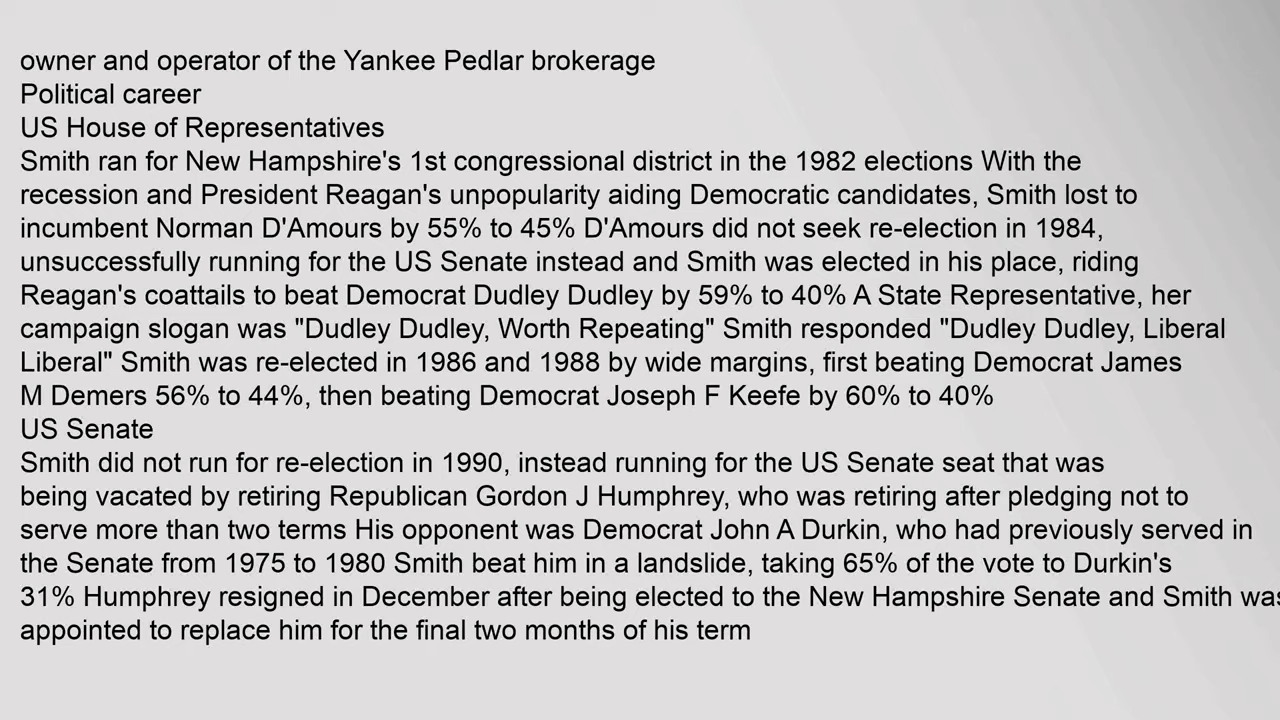 owner and operator of the Yankee Pedlar brokerage
Political career
US House of Representatives
Smith ran for New Hampshire's 1st congressional district in the 1982 elections With the
recession and President Reagan's unpopularity aiding Democratic candidates, Smith lost to
incumbent Norman D'Amours by 55% to 45% D'Amours did not seek re-election in 1984,
unsuccessfully running for the US Senate instead and Smith was elected in his place, riding
Reagan's coattails to beat Democrat Dudley Dudley by 59% to 40% A State Representative, her
campaign slogan was "Dudley Dudley, Worth Repeating" Smith responded "Dudley Dudley, Liberal
Liberal" Smith was re-elected in 1986 and 1988 by wide margins, first beating Democrat James
M Demers 56% to 44%, then beating Democrat Joseph F Keefe by 60% to 40%
US Senate
Smith did not run for re-election in 1990, instead running for the US Senate seat that was
being vacated by retiring Republican Gordon J Humphrey, who was retiring after pledging not to
serve more than two terms His opponent was Democrat John A Durkin, who had previously served in
the Senate from 1975 to 1980 Smith beat him in a landslide, taking 65% of the vote to Durkin's
31% Humphrey resigned in December after being elected to the New Hampshire Senate and Smith was
appointed to replace him for the final two months of his term